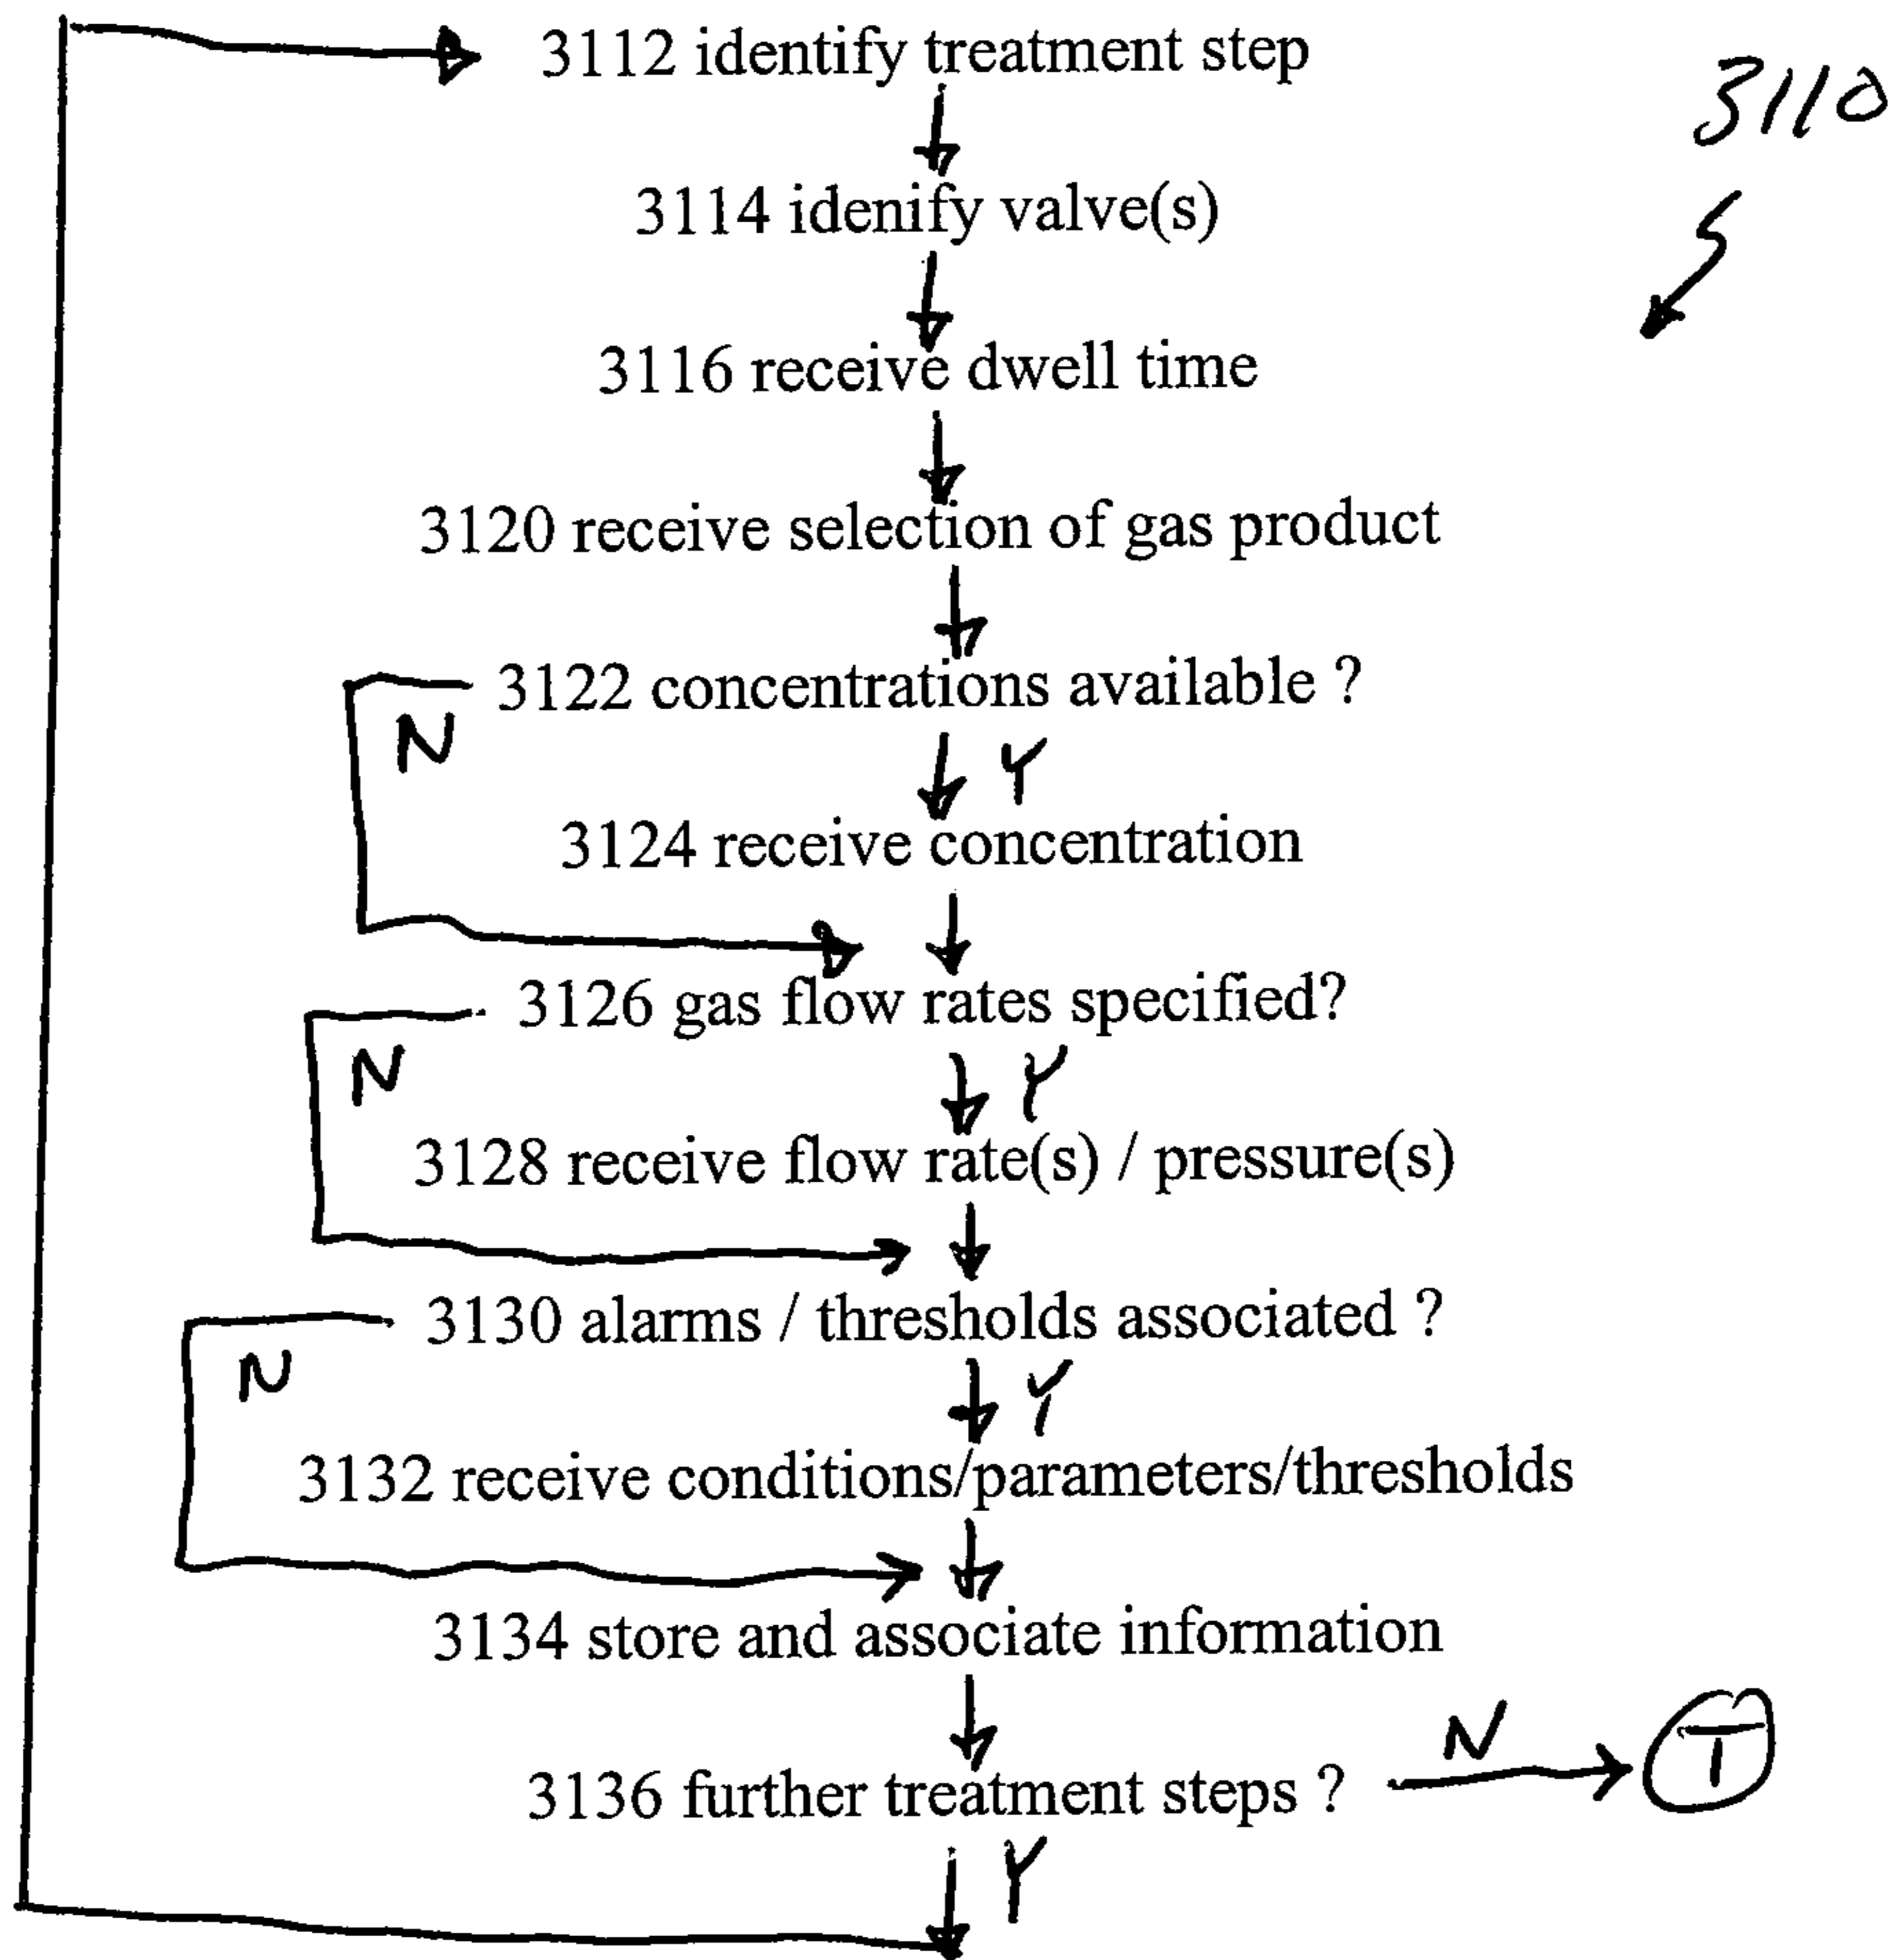 3112 identify treatment step
3110
3114 idenify valve(s)
3116 receive dwell time
3120 receive selection of gas product
3122 concentrations available ?
N
Y
3124 receive concentration
3126 gas flow rates specified?
N
Y
3128 receive flow rate(s) / pressure(s)
3130 alarms / thresholds associated ?
N
Y
3132 receive conditions/parameters/thresholds
3134 store and associate information
3136 further treatment steps ?
N
T
Y